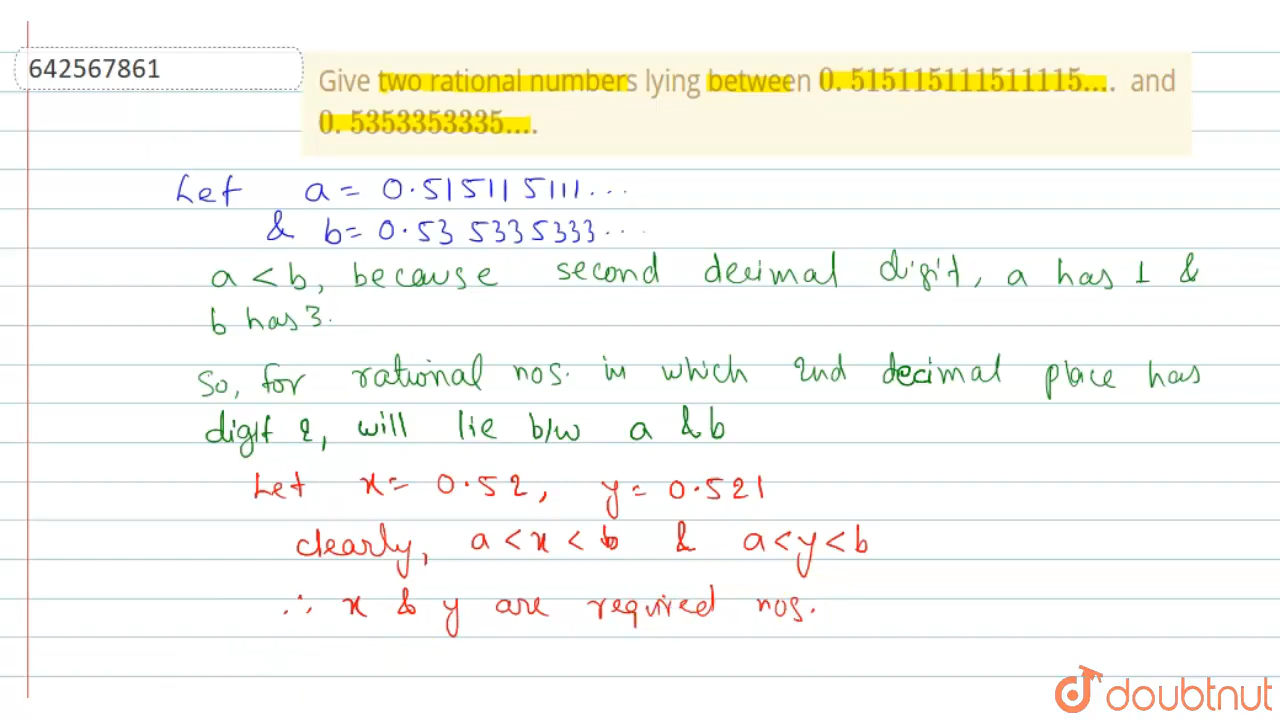 642567861
Give two rational numbers lying between 0.515115111511115.... and
0.5353353335....
Let a = 0.515115111...
& b = 0.535335333...
a < b, because second decimal digit, a has 1 &
b has 3.
So, for rational nos. in which 2nd decimal place has
digit 2, will lie b/w a & b
Let x = 0.52, y = 0.521
clearly, a < x < b & a < y < b
∴ x & y are required nos.
doubtnut